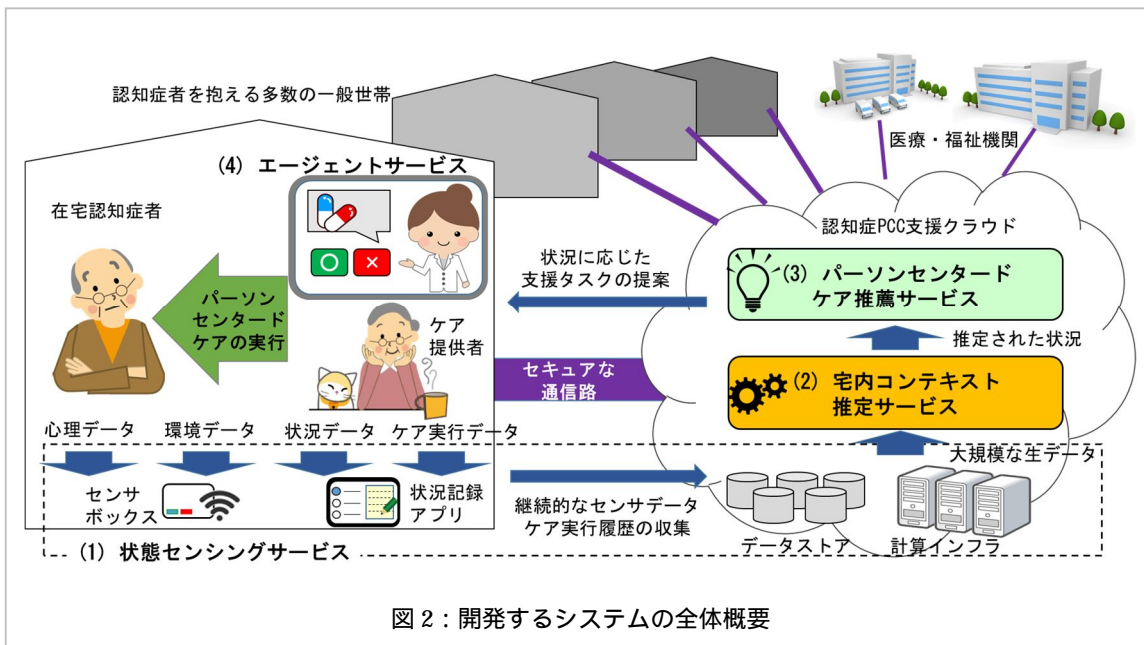 認知症者を抱える多数の一般世帯
医療・福祉機関
(4) エージェントサービス
在宅認知症者
パーソン
センタード
ケアの実行
ケア
提供者
状況に応じた
支援タスクの提案
セキュアな
通信路
認知症PCC支援クラウド
(3) パーソンセンタード
ケア推薦サービス
推定された状況
(2) 宅内コンテキスト
推定サービス
大規模な生データ
心理データ
環境データ
状況データ
ケア実行データ
センサ
ボックス
状況記録
アプリ
継続的なセンサデータ
ケア実行履歴の収集
データストア
計算インフラ
(1) 状態センシングサービス
図2：開発するシステムの全体概要